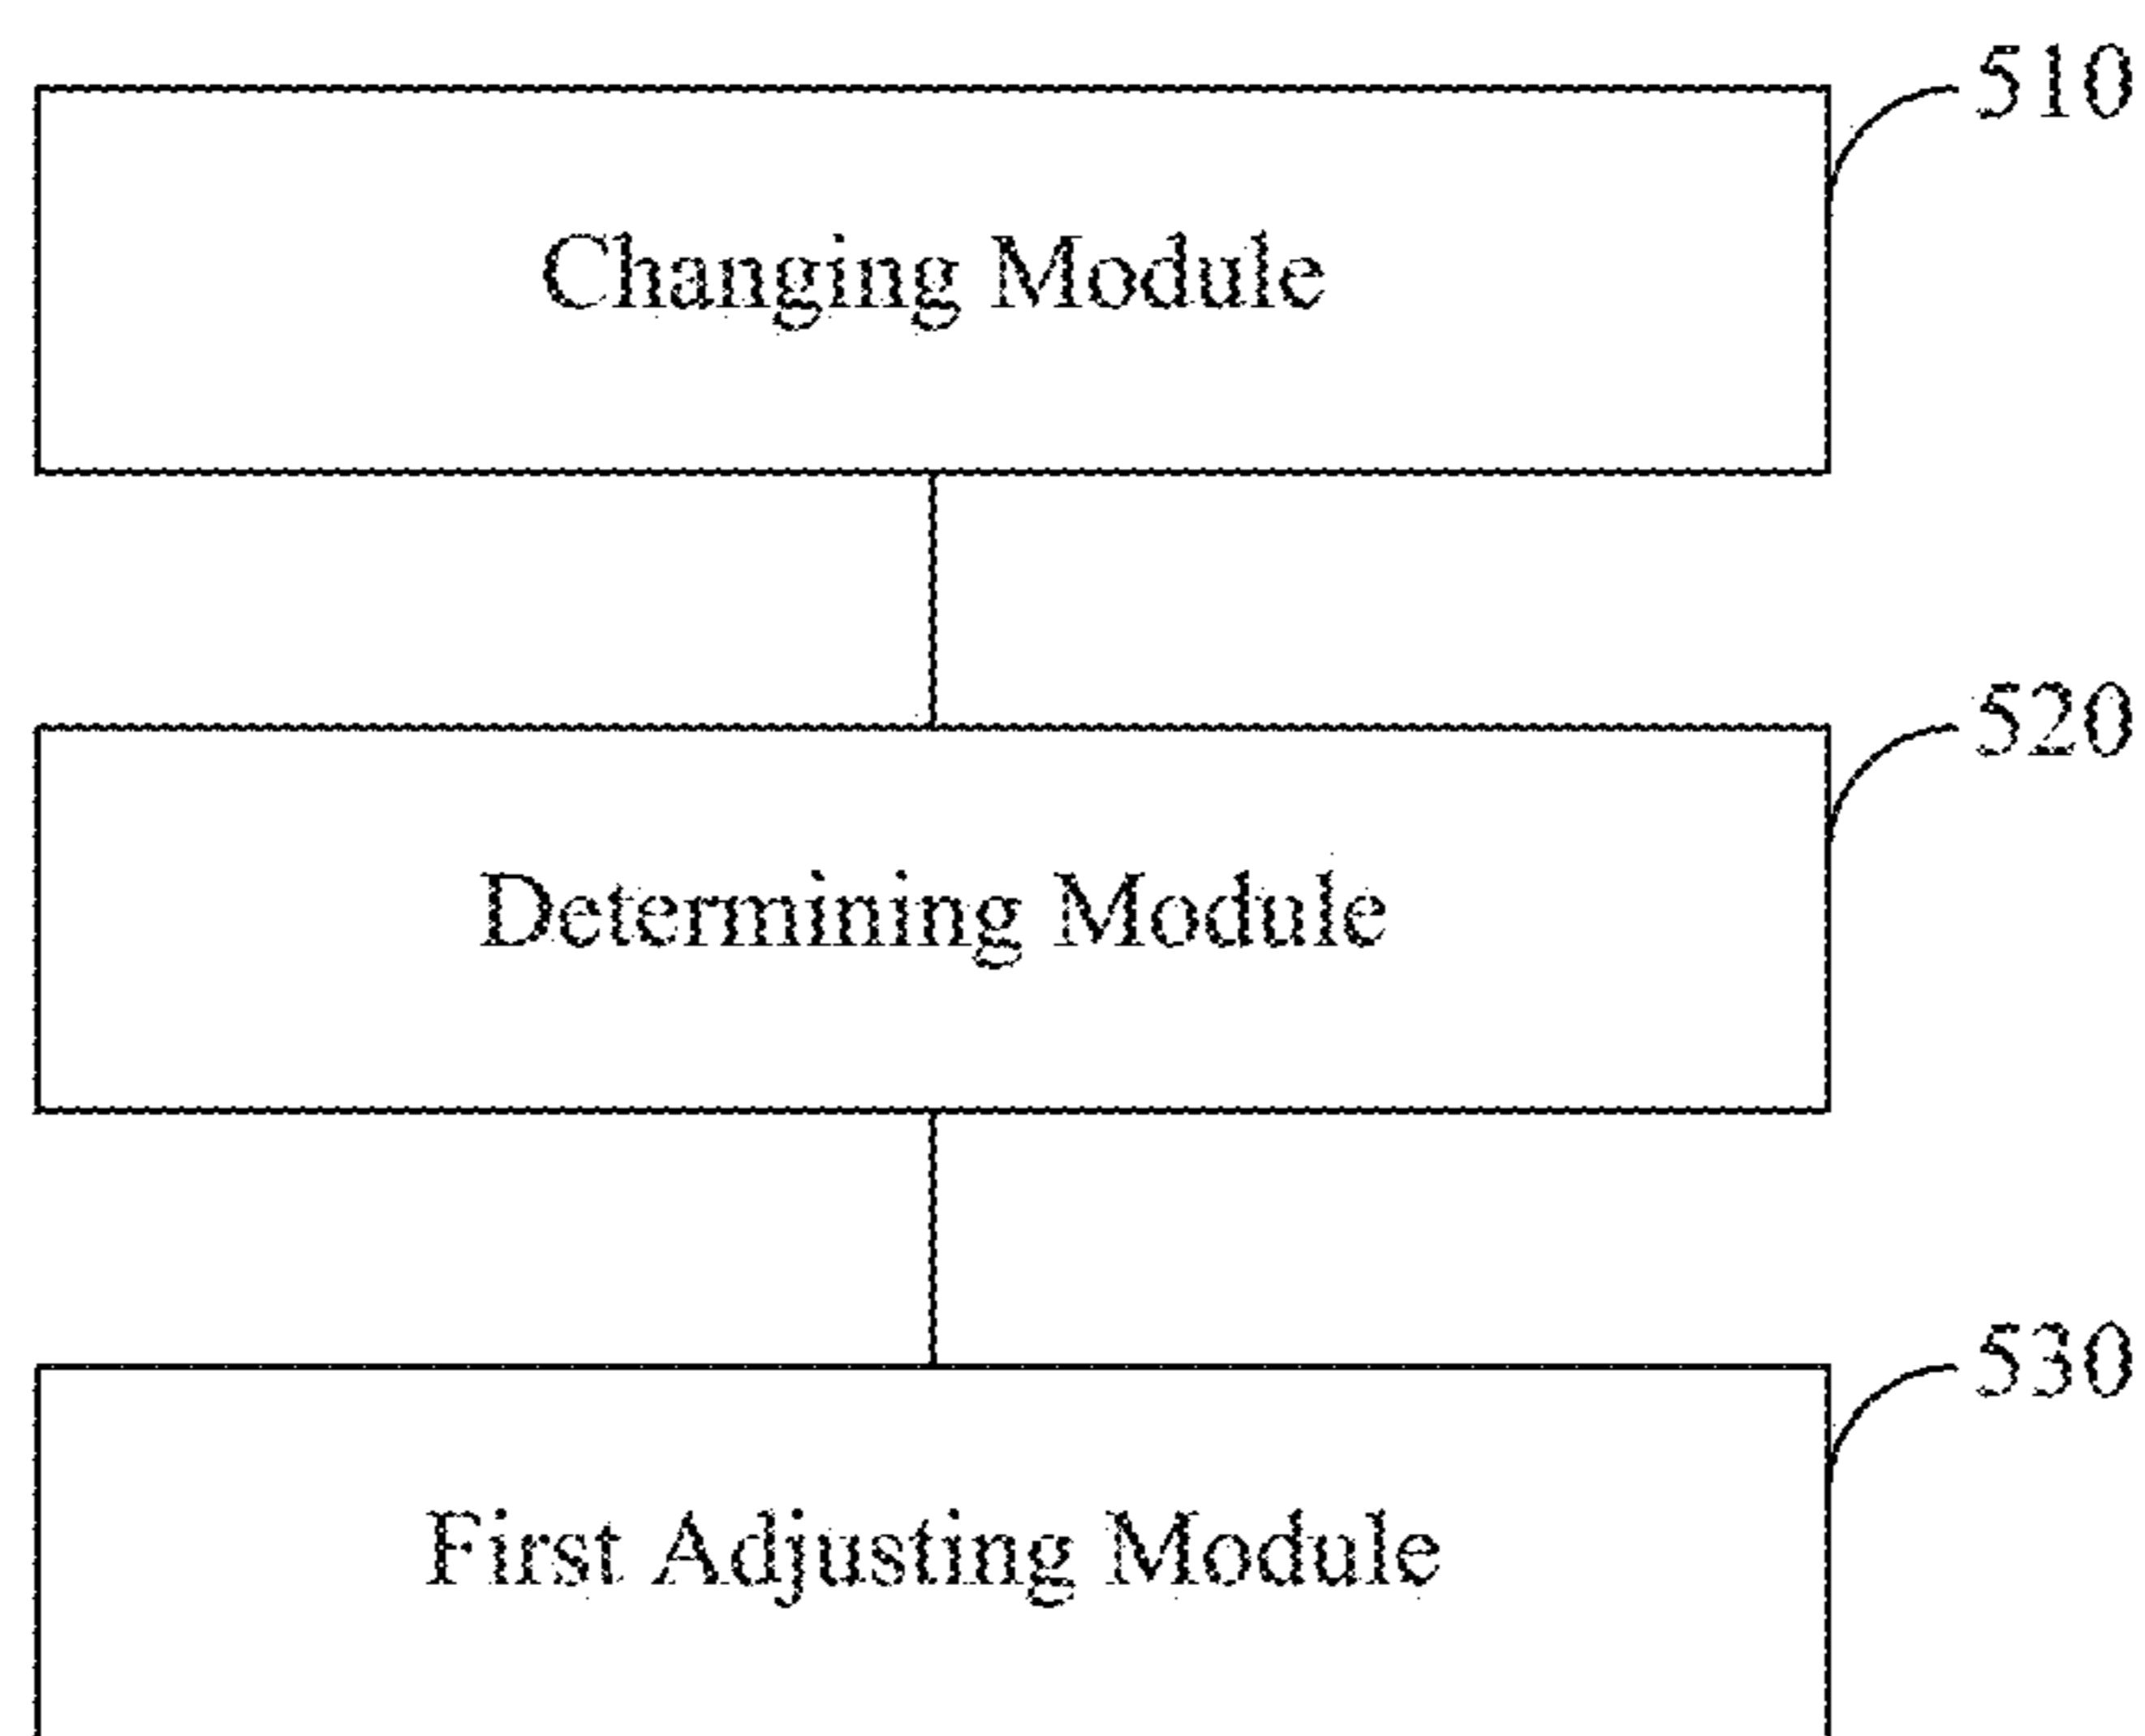 510
Changing Module
520
Determining Module
530
First Adjusting Module